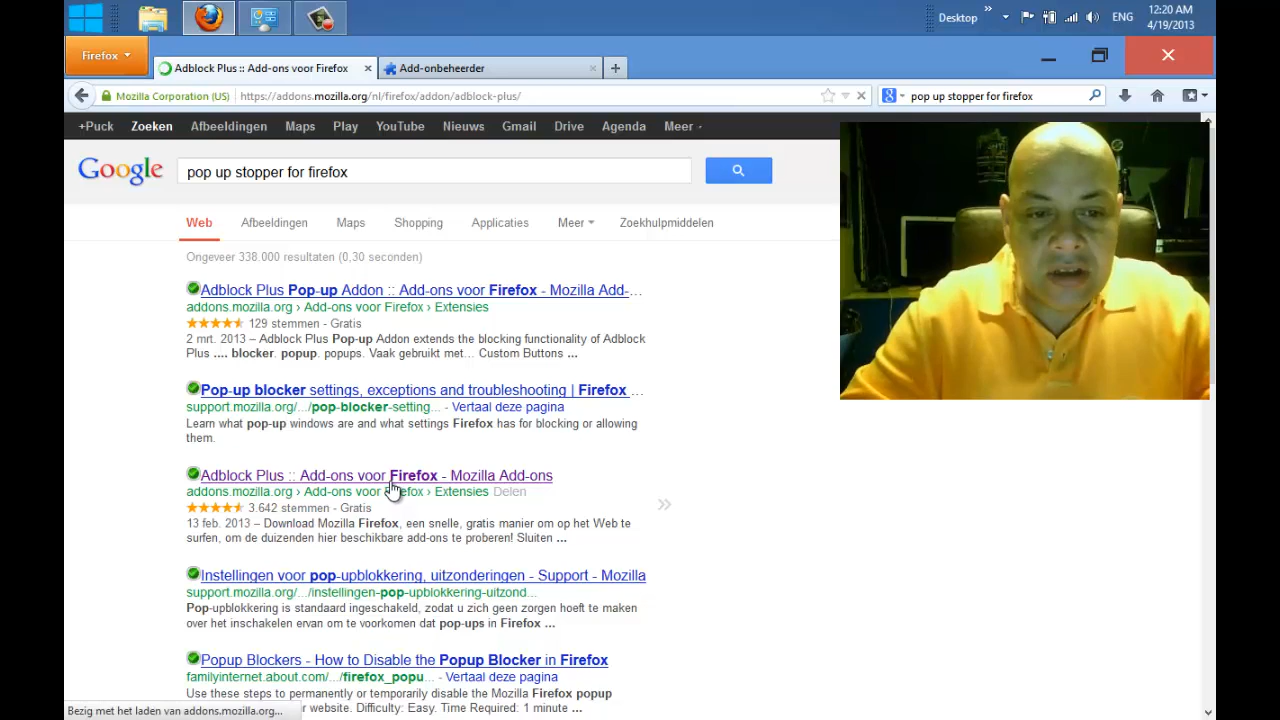 Desktop
»
ENG
12:20 AM
4/19/2013
Firefox
Adblock Plus :: Add-ons voor Firefox
×
Add-onbeheerder
×
+
Mozilla Corporation (US)
https://addons.mozilla.org/nl/firefox/addon/adblock-plus/
pop up stopper for firefox
+Puck Zoeken Afbeeldingen Maps Play YouTube Nieuws Gmail Drive Agenda Meer
Google
pop up stopper for firefox
Web Afbeeldingen Maps Shopping Applicaties Meer Zoekhulpmiddelen
Ongeveer 338.000 resultaten (0,30 seconden)
Adblock Plus Pop-up Addon :: Add-ons voor Firefox - Mozilla Add-...
addons.mozilla.org › Add-ons voor Firefox › Extensies
129 stemmen - Gratis
2 mrt. 2013 – Adblock Plus Pop-up Addon extends the blocking functionality of Adblock
Plus .... blocker. popup. popups. Vaak gebruikt met... Custom Buttons ...
Pop-up blocker settings, exceptions and troubleshooting | Firefox ...
support.mozilla.org/.../pop-blocker-setting... - Vertaal deze pagina
Learn what pop-up windows are and what settings Firefox has for blocking or allowing
them.
Adblock Plus :: Add-ons voor Firefox - Mozilla Add-ons
addons.mozilla.org › Add-ons voor Firefox › Extensies Delen
3.642 stemmen - Gratis
13 feb. 2013 – Download Mozilla Firefox, een snelle, gratis manier om op het Web te
surfen, om de duizenden hier beschikbare add-ons te proberen! Sluiten ...
»
Instellingen voor pop-upblokkering, uitzonderingen - Support - Mozilla
support.mozilla.org/.../instellingen-pop-upblokkering-uitzond...
Pop-upblokkering is standaard ingeschakeld, zodat u zich geen zorgen hoeft te maken
over het inschakelen ervan om te voorkomen dat pop-ups in Firefox ...
Popup Blockers - How to Disable the Popup Blocker in Firefox
familyinternet.about.com/.../firefox_popu... - Vertaal deze pagina
Use these steps to permanently or temporarily disable the Mozilla Firefox popup
r website. Difficulty: Easy. Time Required: 1 minute ...
Bezig met het laden van addons.mozilla.org...